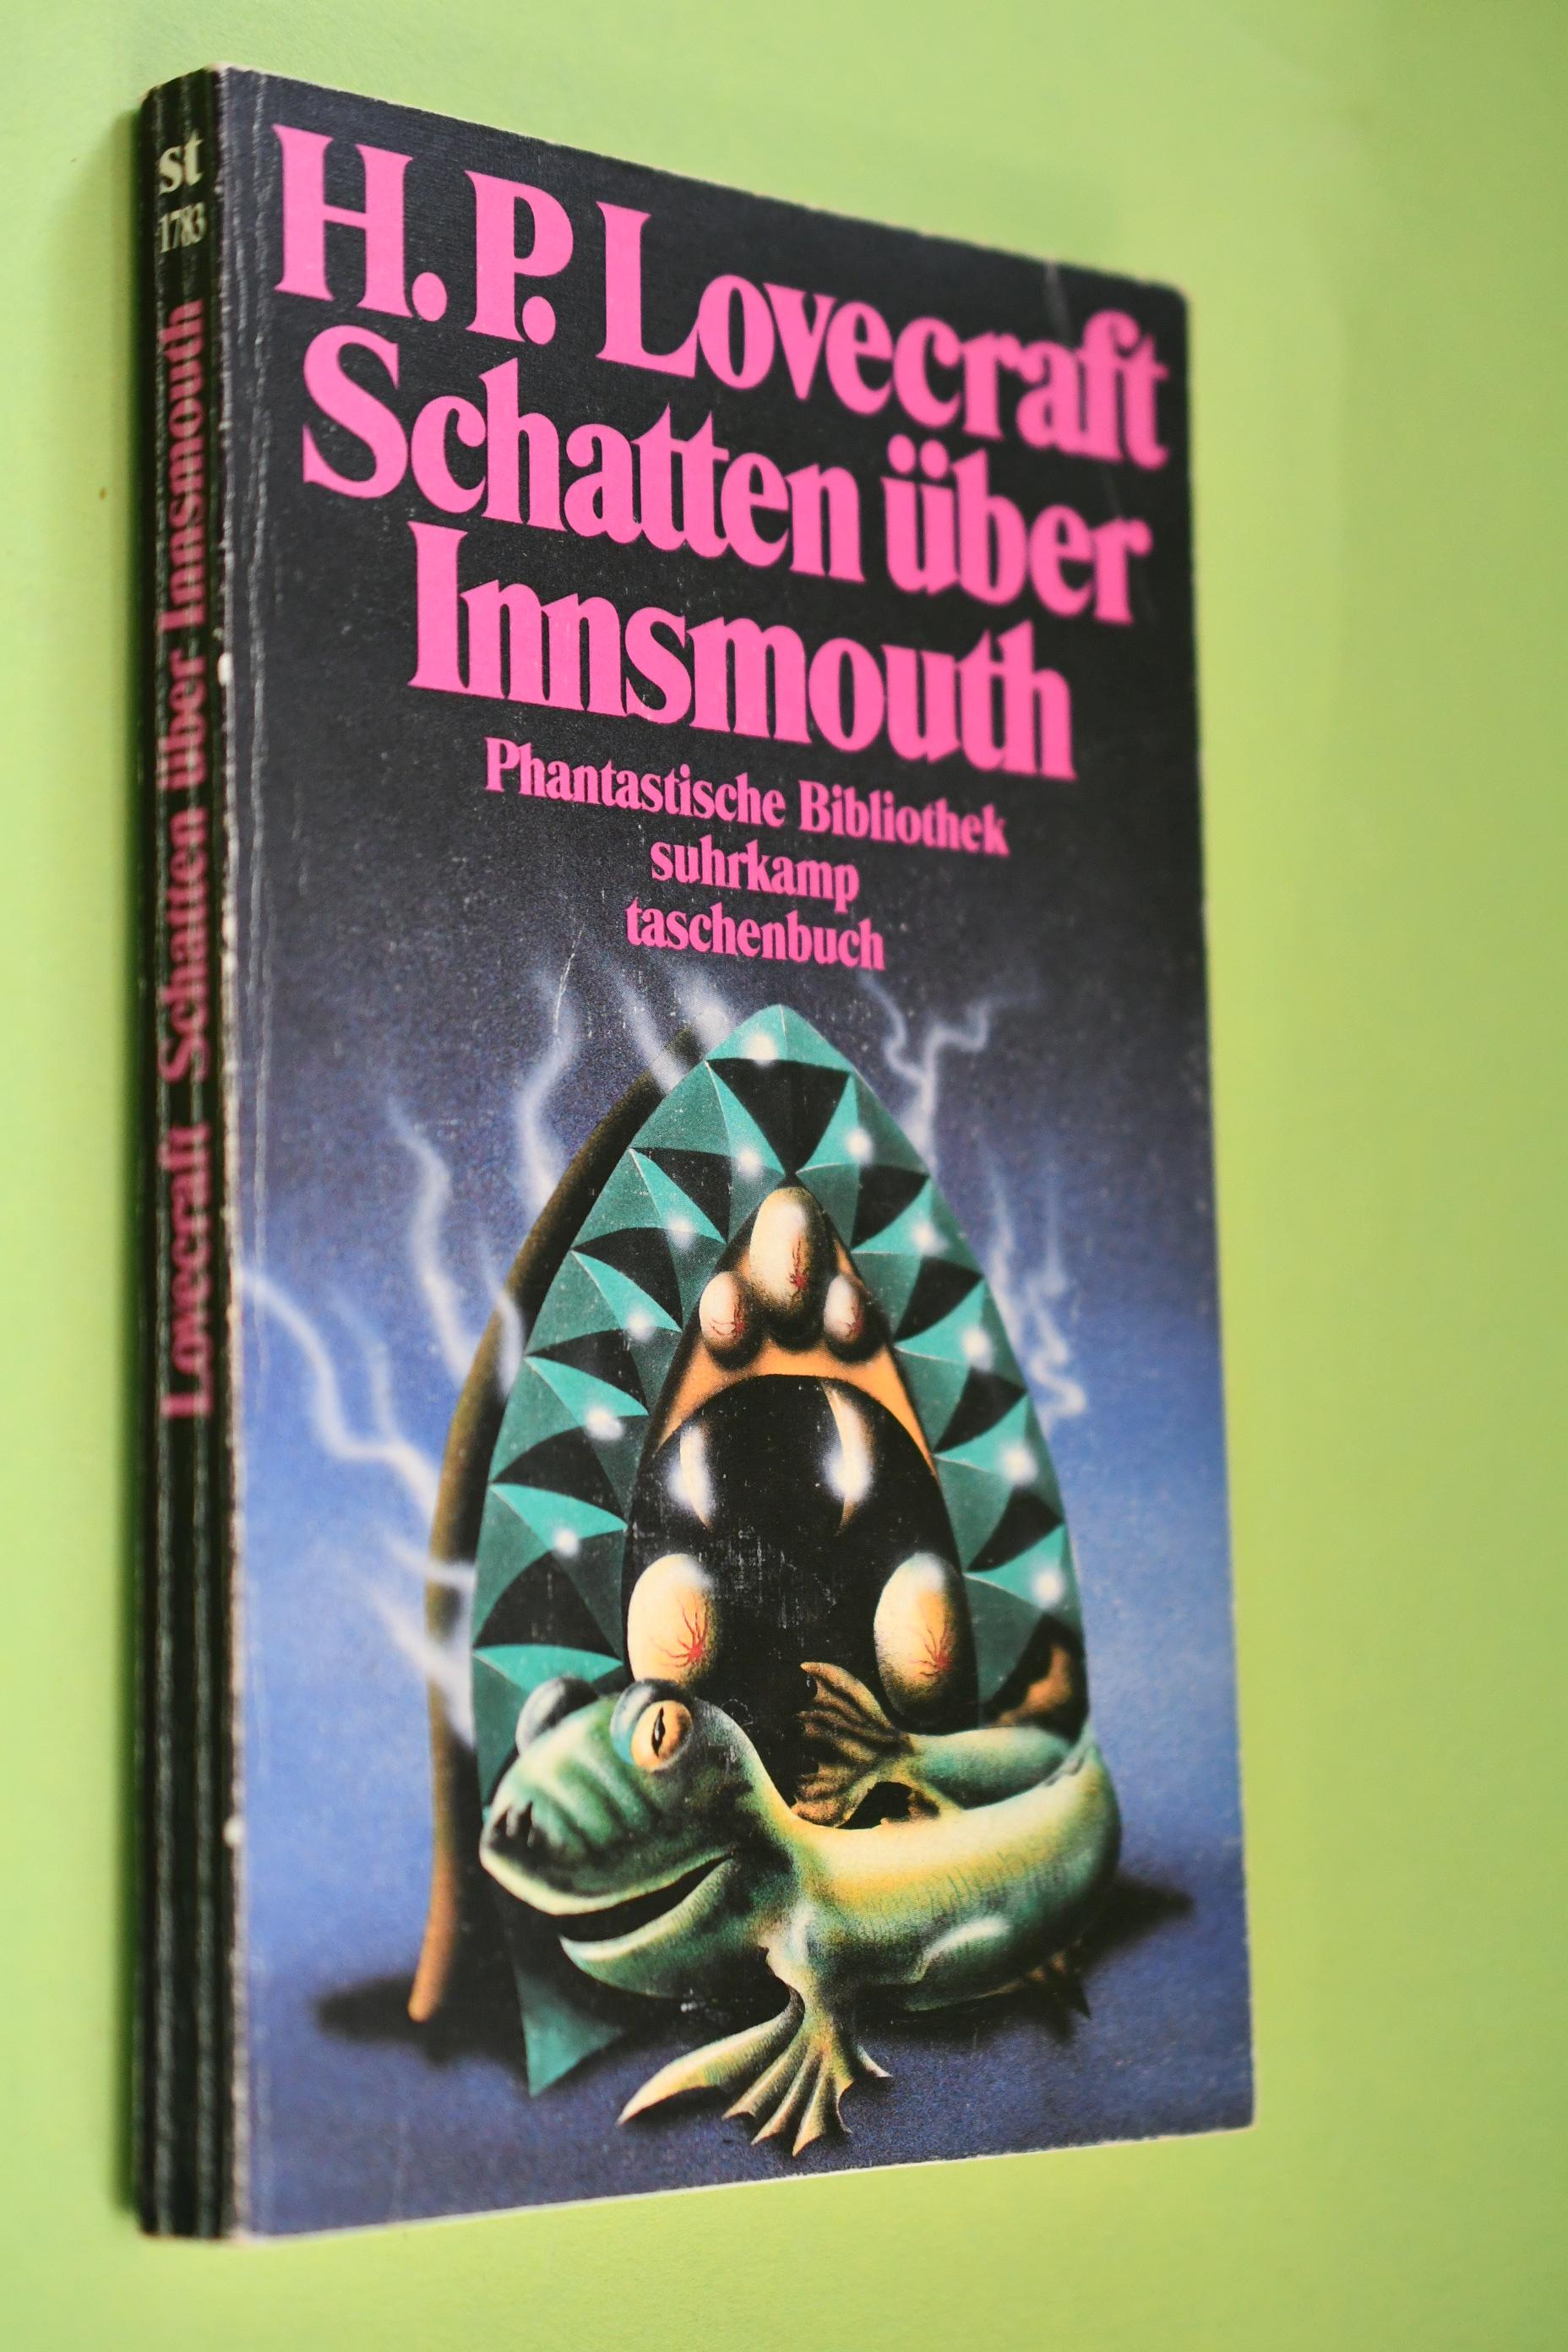 st
1783
Lovecraft Schatten über Innsmouth
H. P. Lovecraft
Schatten über
Innsmouth
Phantastische Bibliothek
suhrkamp
taschenbuch